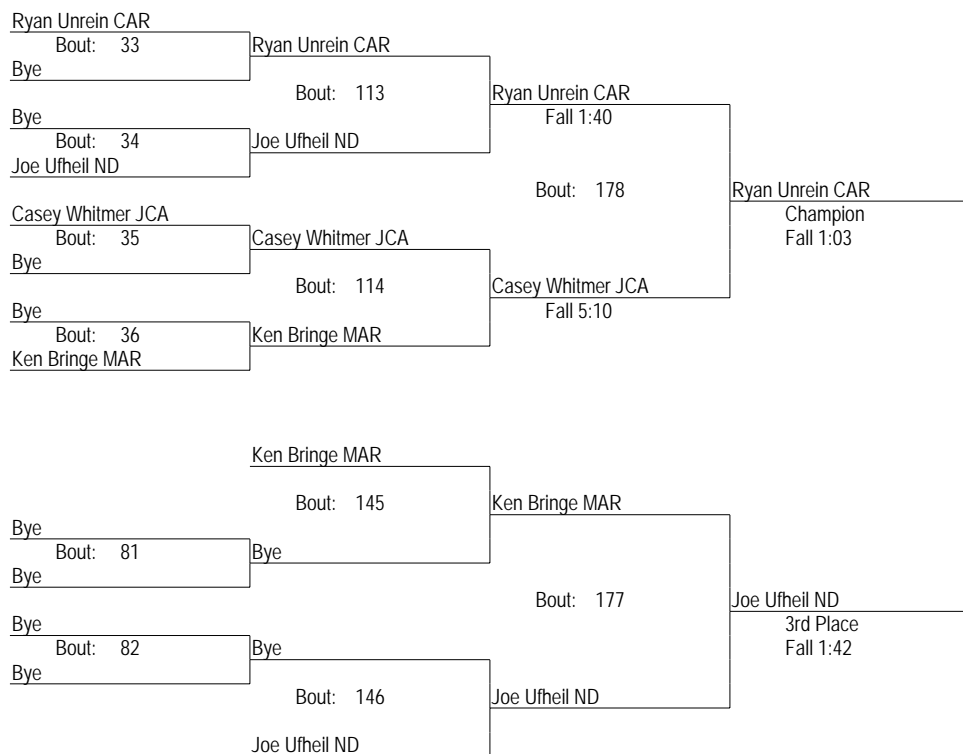 Ryan Unrein CAR
Bout: 33
Ryan Unrein CAR
Bye
Bout: 113
Ryan Unrein CAR
Bye
Fall 1:40
Bout: 34
Joe Ufheil ND
Joe Ufheil ND
Bout: 178
Ryan Unrein CAR
Casey Whitmer JCA
Champion
Bout: 35
Casey Whitmer JCA
Fall 1:03
Bye
Bout: 114
Casey Whitmer JCA
Bye
Fall 5:10
Bout: 36
Ken Bringe MAR
Ken Bringe MAR
Ken Bringe MAR
Bout: 145
Ken Bringe MAR
Bye
Bout: 81
Bye
Bye
Bout: 177
Joe Ufheil ND
Bye
3rd Place
Bout: 82
Bye
Fall 1:42
Bye
Bout: 146
Joe Ufheil ND
Joe Ufheil ND